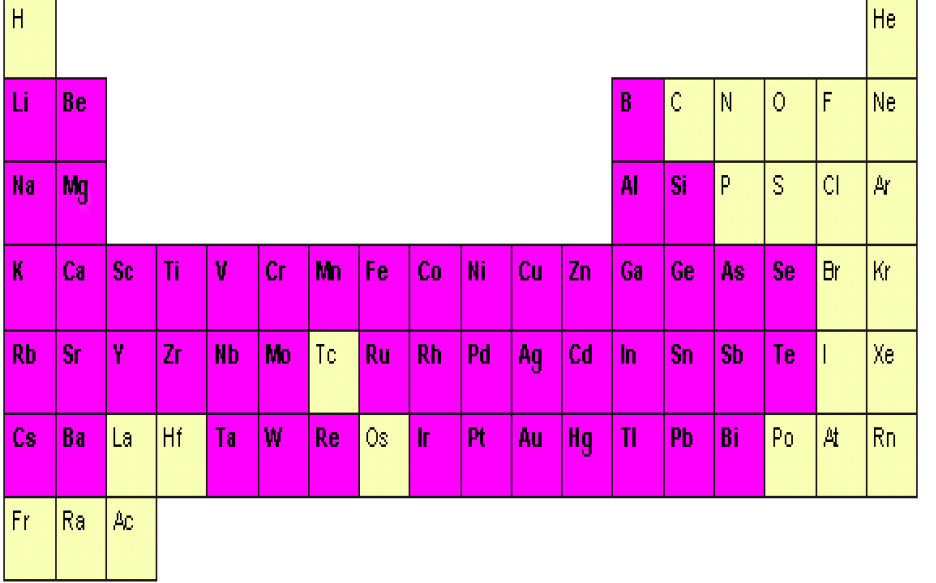 H He
Li Be B C N O F Ne
Na Mg Al Si P S Cl Ar
K Ca Sc Ti V Cr Mn Fe Co Ni Cu Zn Ga Ge As Se Br Kr
Rb Sr Y Zr Nb Mo Tc Ru Rh Pd Ag Cd In Sn Sb Te I Xe
Cs Ba La Hf Ta W Re Os Ir Pt Au Hg Tl Pb Bi Po At Rn
Fr Ra Ac